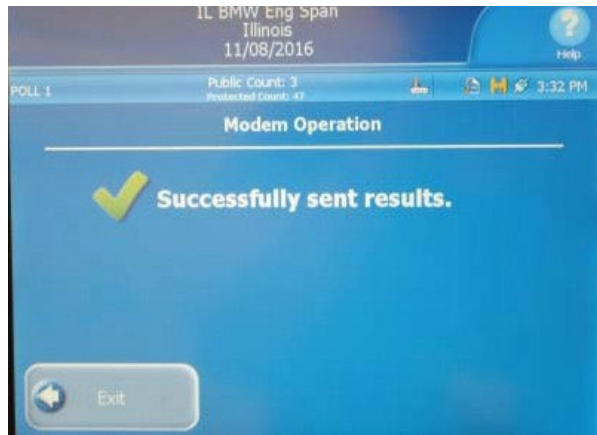 IL BMW Eng Span
Illinois
11/08/2016
Help
POLL 1
Public Count: 3
Protected Count: 47
3:32 PM
Modem Operation
Successfully sent results.
Exit